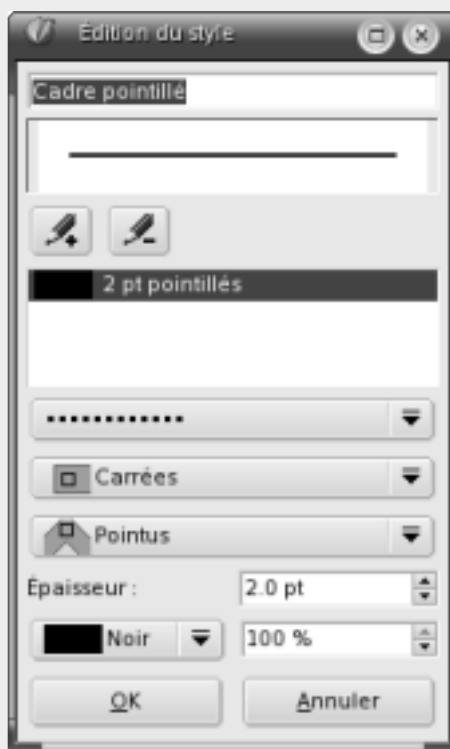 Édition du style
Cadre pointillé
2 pt pointillés
Carrées
Pointus
Épaisseur :
2.0 pt
Noir
100 %
OK
Annuler